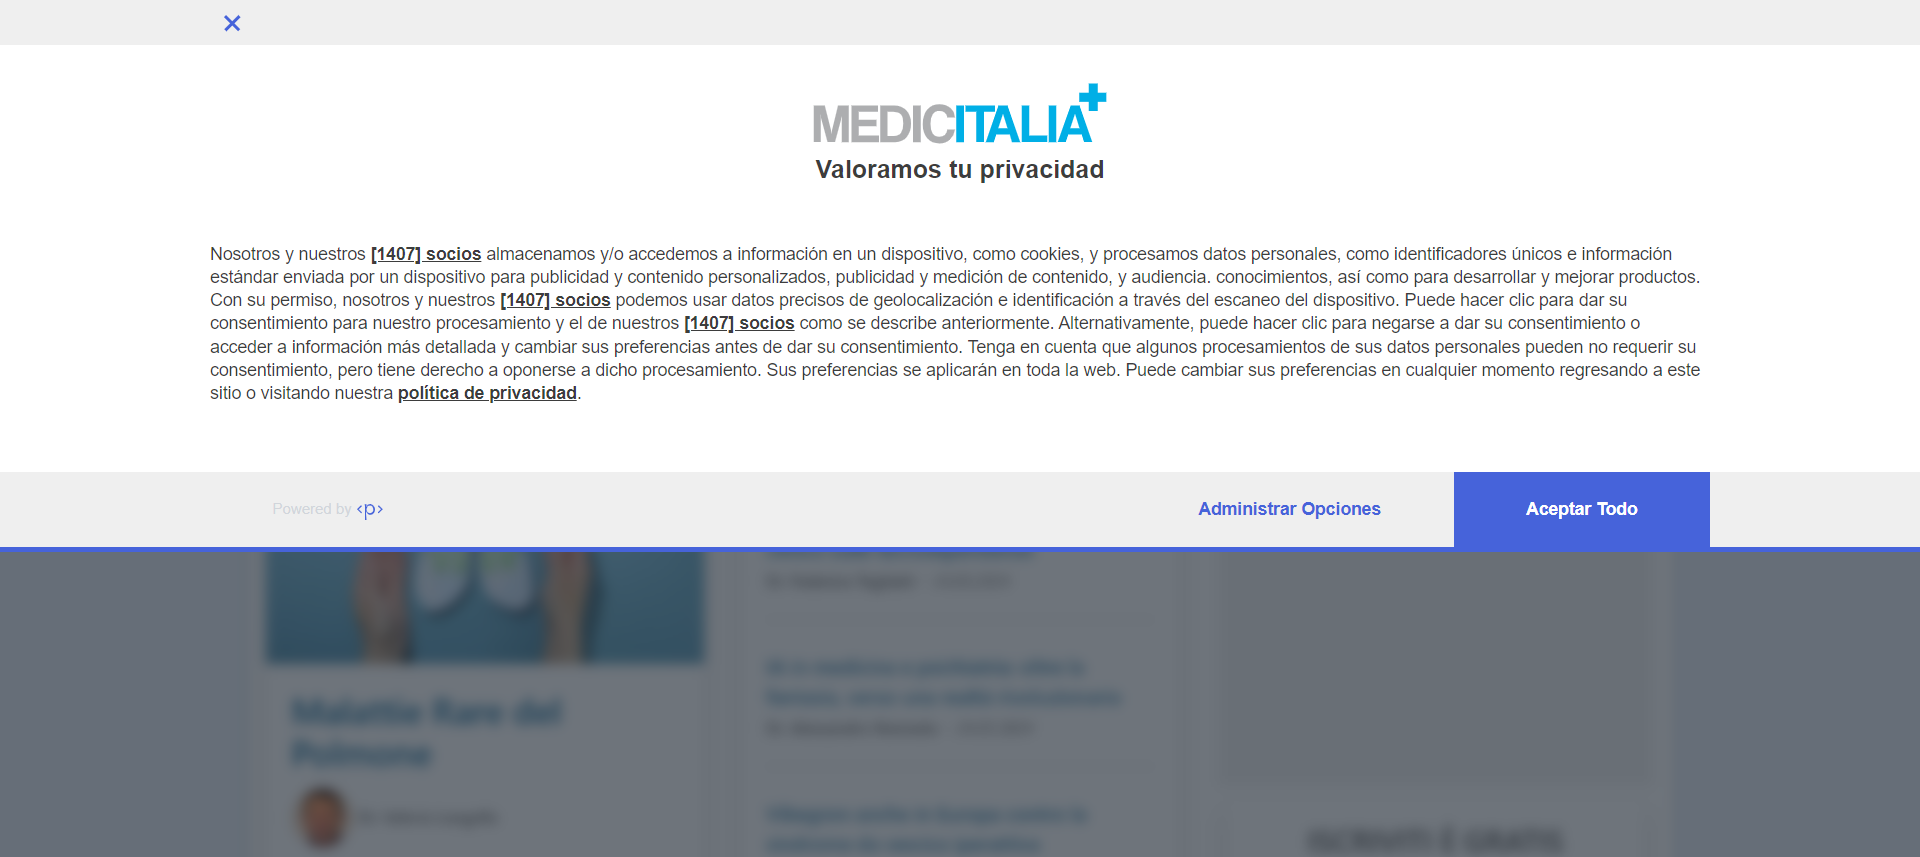 MEDICITALIA
Valoramos tu privacidad
Nosotros y nuestros [1407] socios almacenamos y/o accedemos a información en un dispositivo, como cookies, y procesamos datos personales, como identificadores únicos e información
estándar enviada por un dispositivo para publicidad y contenido personalizados, publicidad y medición de contenido, y audiencia. conocimientos, así como para desarrollar y mejorar productos.
Con su permiso, nosotros y nuestros [1407] socios podemos usar datos precisos de geolocalización e identificación a través del escaneo del dispositivo. Puede hacer clic para dar su
consentimiento para nuestro procesamiento y el de nuestros [1407] socios como se describe anteriormente. Alternativamente, puede hacer clic para negarse a dar su consentimiento o
acceder a información más detallada y cambiar sus preferencias antes de dar su consentimiento. Tenga en cuenta que algunos procesamientos de sus datos personales pueden no requerir su
consentimiento, pero tiene derecho a oponerse a dicho procesamiento. Sus preferencias se aplicarán en toda la web. Puede cambiar sus preferencias en cualquier momento regresando a este
sitio o visitando nuestra política de privacidad.
Powered by <p>
Administrar Opciones
Aceptar Todo
Malattie Rare del
Polmone
ISCRIVITI È GRATIS